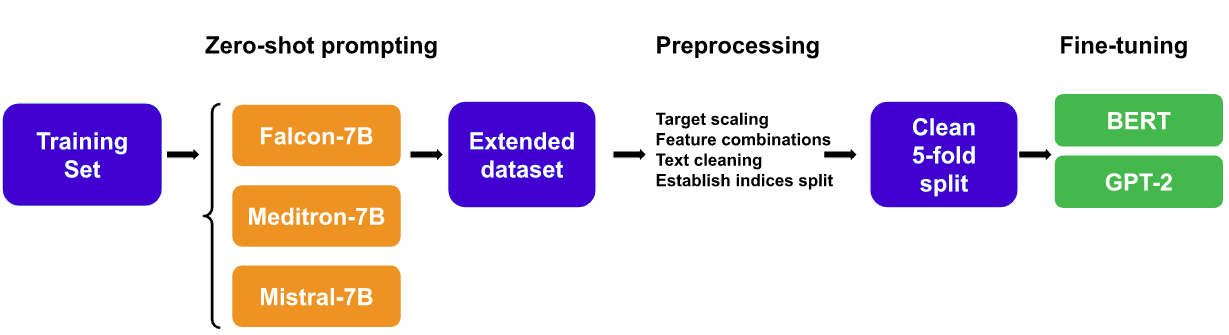 Zero-shot prompting
Preprocessing
Fine-tuning
Training
Set
Falcon-7B
Meditron-7B
Mistral-7B
Extended
dataset
Target scaling
Feature combinations
Text cleaning
Establish indices split
Clean
5-fold
split
BERT
GPT-2